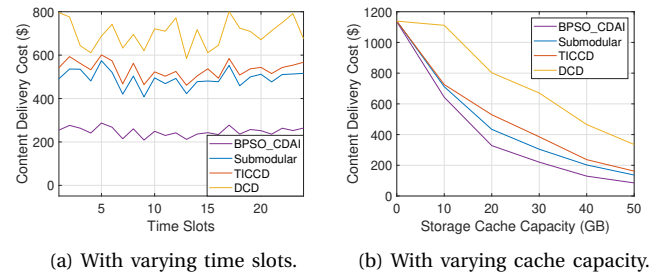 800
600
400
200
0
Content Delivery Cost ($)
BPSO_CDAI
Submodular
TICCD
DCD
5
10
15
20
Time Slots
(a) With varying time slots.
1200
1000
800
600
400
200
0
Content Delivery Cost ($)
BPSO_CDAI
Submodular
TICCD
DCD
0
10
20
30
40
50
Storage Cache Capacity (GB)
(b) With varying cache capacity.